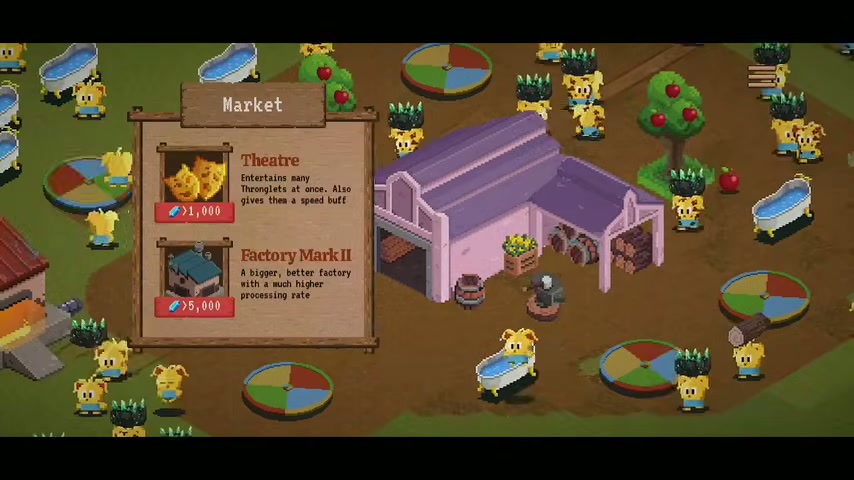 Market
Theatre
Entertains many
Thronglets at once. Also
gives them a speed buff
>1,000
Factory Mark II
A bigger, better factory
with a much higher
processing rate
>5,000